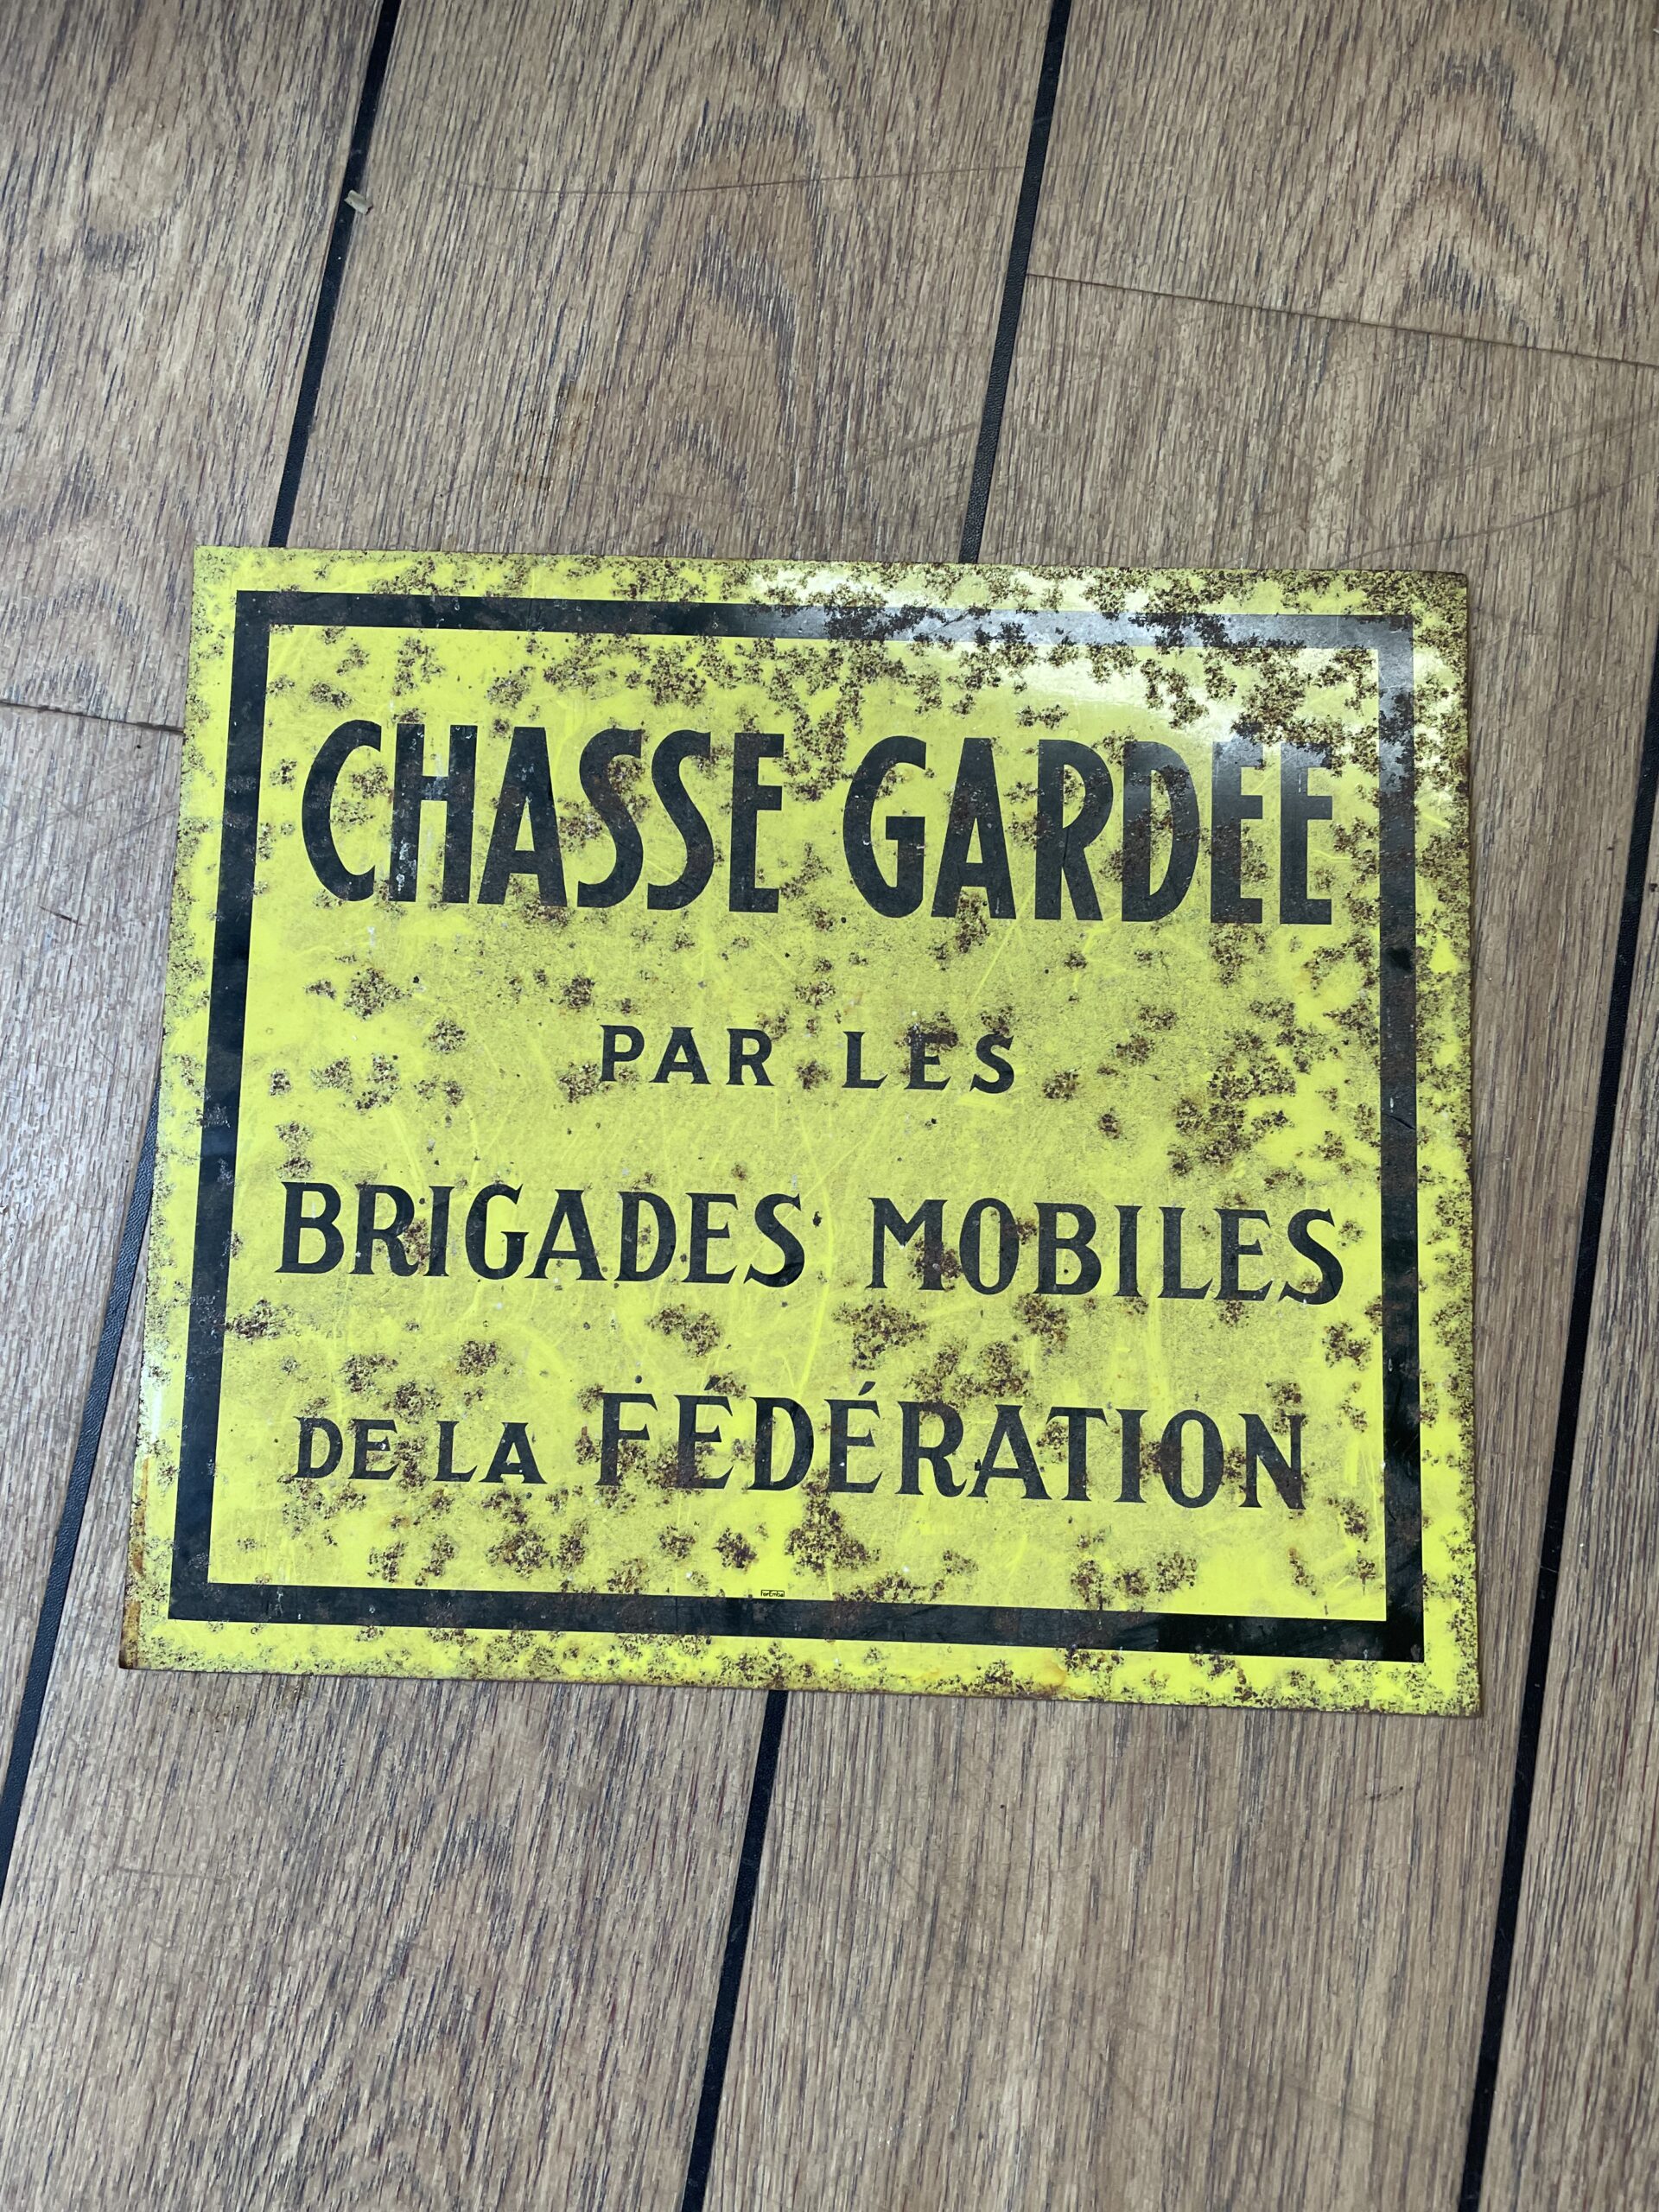 CHASSE GARDEE
PAR LES
BRIGADES MOBILES
DE LA FÉDÉRATION